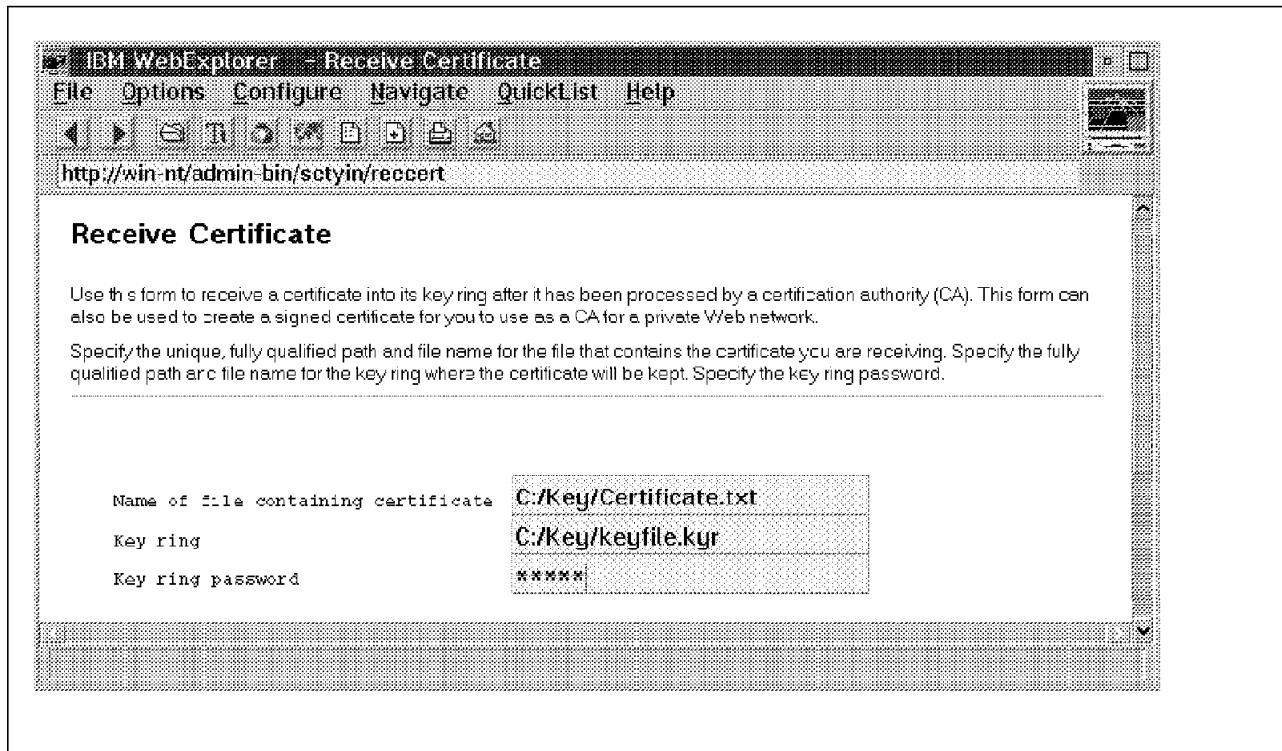 IBM WebExplorer - Receive Certificate
File Options Configure Navigate QuickList Help
http://win-nt/admin-bin/sctyin/reccert
Receive Certificate
Use this form to receive a certificate into its key ring after it has been processed by a certification authority (CA). This form can
also be used to create a signed certificate for you to use as a CA for a private Web network.
Specify the unique, fully qualified path and file name for the file that contains the certificate you are receiving. Specify the fully
qualified path and file name for the key ring where the certificate will be kept. Specify the key ring password.
Name of file containing certificate C:/Key/Certificate.txt
Key ring C:/Key/keyfile.kyr
Key ring password *****